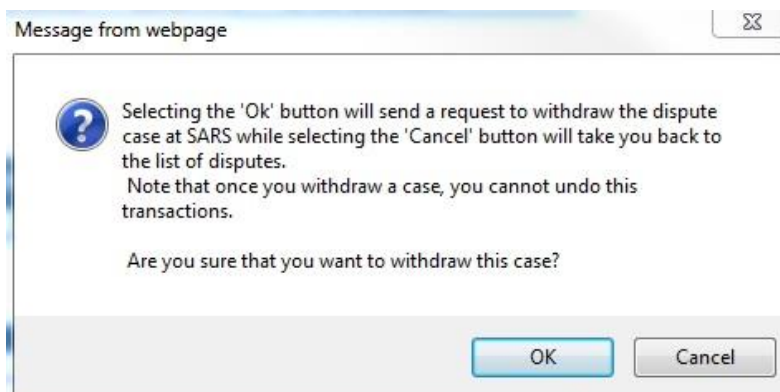 Message from webpage
Selecting the 'Ok' button will send a request to withdraw the dispute
case at SARS while selecting the 'Cancel' button will take you back to
the list of disputes.
Note that once you withdraw a case, you cannot undo this
transactions.
Are you sure that you want to withdraw this case?
OK
Cancel